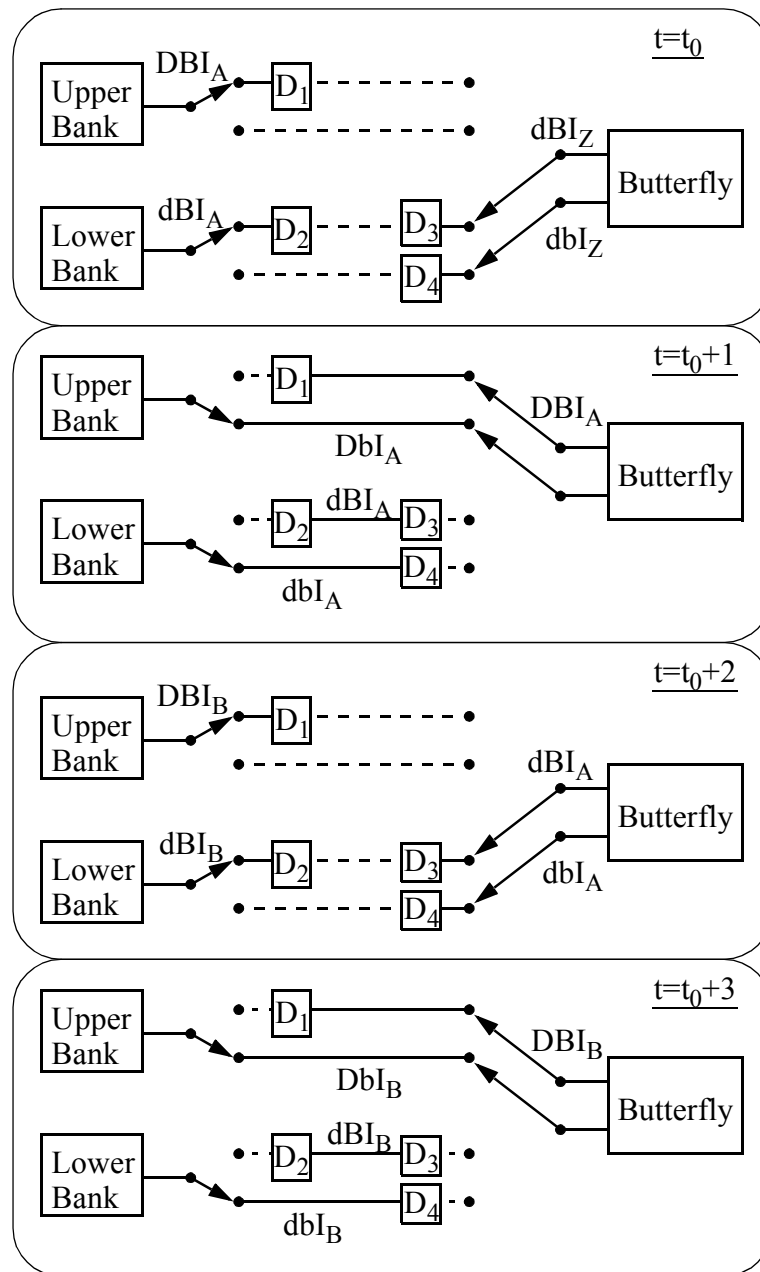 t=t0
DBIA
Upper
Bank
D1
dBIZ
Butterfly
dBIA
Lower
Bank
D2
D3
dbIZ
D4
t=t0+1
Upper
Bank
D1
DBIA
DbIA
Butterfly
dBIA
Lower
Bank
D2
D3
dbIA
D4
t=t0+2
DBIB
Upper
Bank
D1
dBIA
Butterfly
dBIB
Lower
Bank
D2
D3
dbIA
D4
t=t0+3
Upper
Bank
D1
DBIB
DbIB
Butterfly
dBIB
Lower
Bank
D2
D3
dbIB
D4